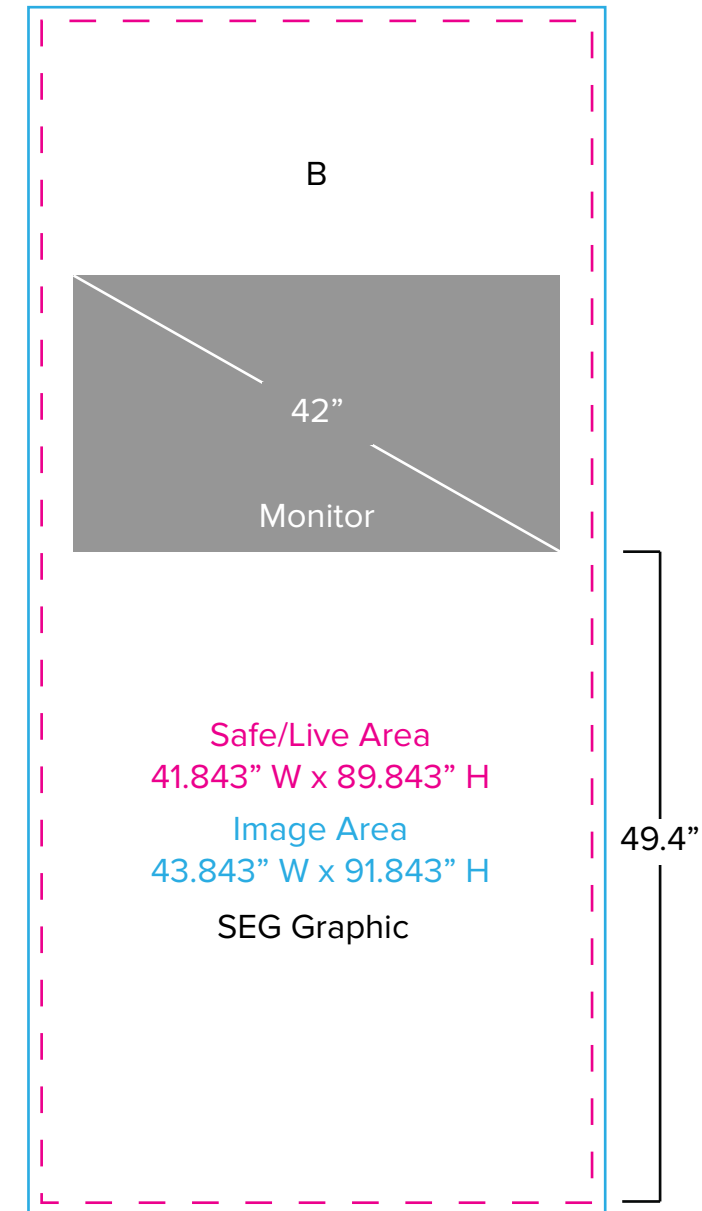 B
42”
Monitor
Safe/Live Area
41.843” W x 89.843” H
Image Area
43.843” W x 91.843” H
49.4”
SEG Graphic